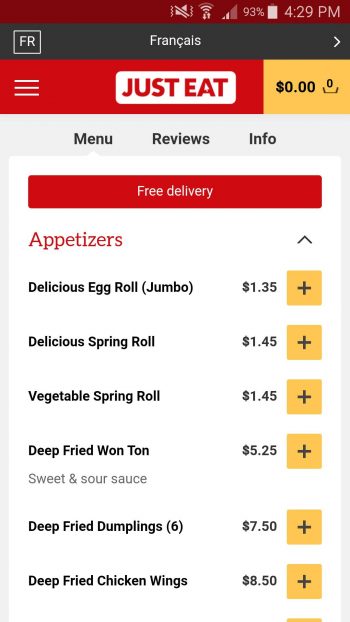 93% 4:29 PM
FR Français
JUST EAT $0.00 0
Menu Reviews Info
Free delivery
Appetizers
Delicious Egg Roll (Jumbo) $1.35 +
Delicious Spring Roll $1.45 +
Vegetable Spring Roll $1.45 +
Deep Fried Won Ton $5.25 +
Sweet & sour sauce
Deep Fried Dumplings (6) $7.50 +
Deep Fried Chicken Wings $8.50 +